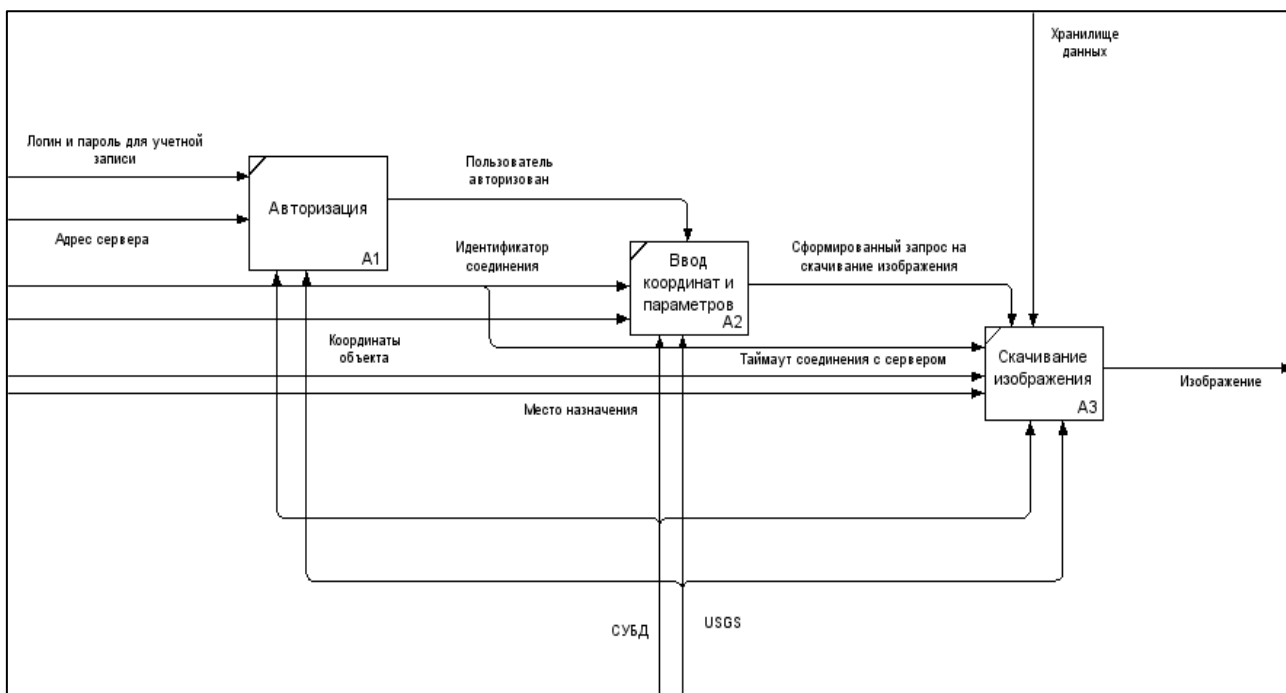 Хранилище
данных
Логин и пароль для учетной
записи
Пользователь
авторизован
Авторизация
A1
Адрес сервера
Идентификатор
соединения
Ввод
координат и
параметров
A2
Сформированный запрос на
скачивание изображения
Координаты
объекта
Таймаут соединения с сервером
Скачивание
изображения
A3
Изображение
Место назначения
СУБД
USGS